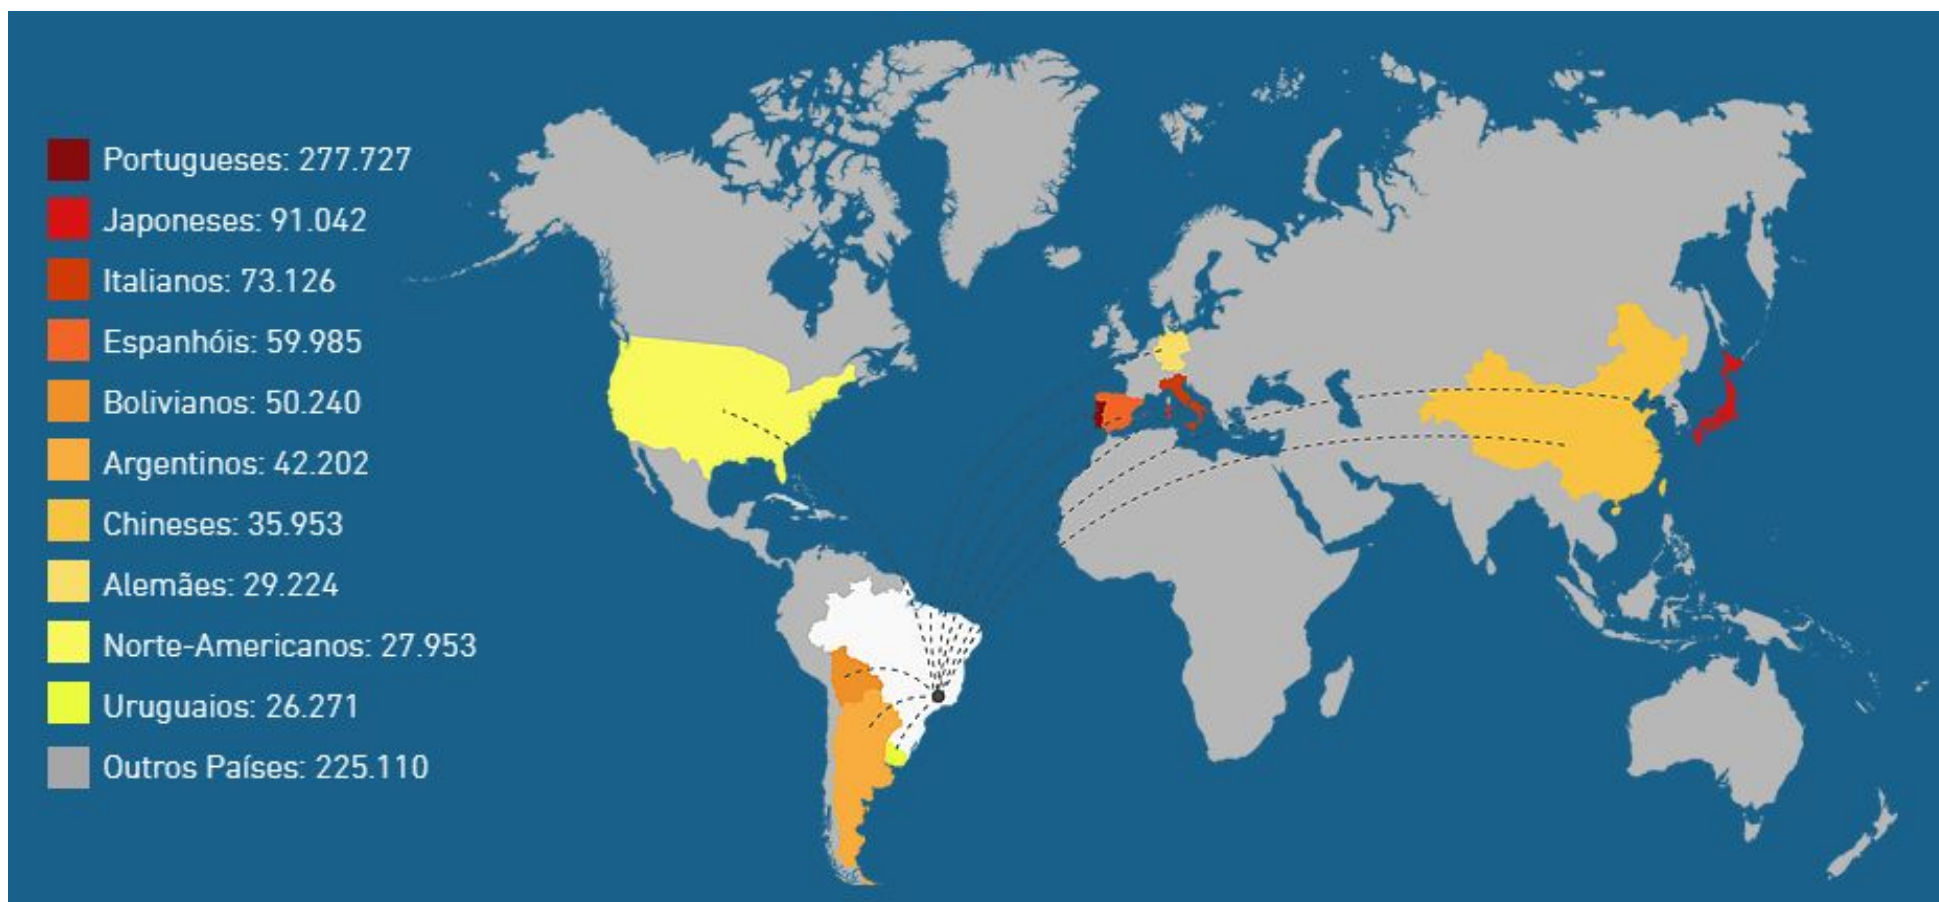 Portugueses: 277.727
Japoneses: 91.042
Italianos: 73.126
Espanhóis: 59.985
Bolivianos: 50.240
Argentinos: 42.202
Chineses: 35.953
Alemães: 29.224
Norte-Americanos: 27.953
Uruguaios: 26.271
Outros Países: 225.110